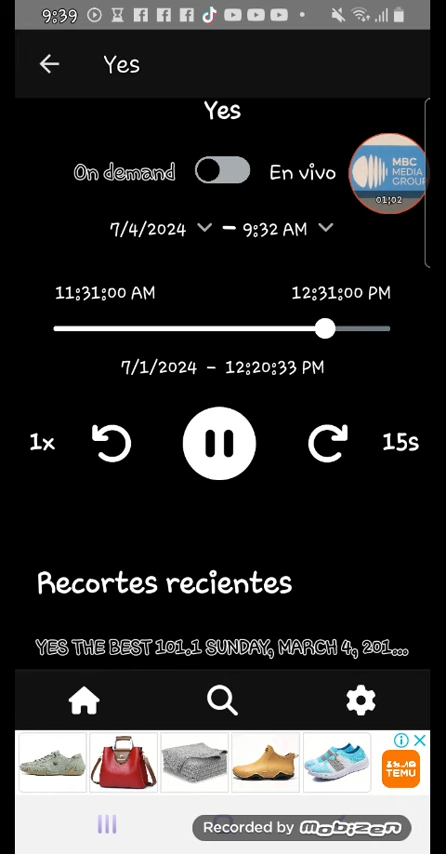 9:39
Yes
Yes
On demand En vivo
MBC
MEDIA
GROUP
01:02
7/4/2024 – 9:32 AM
11:31:00 AM 12:31:00 PM
7/1/2024 – 12:20:33 PM
1x 15s
Recortes recientes
YES THE BEST 101.1 SUNDAY, MARCH 4, 201...
TEMU
Recorded by mobizen